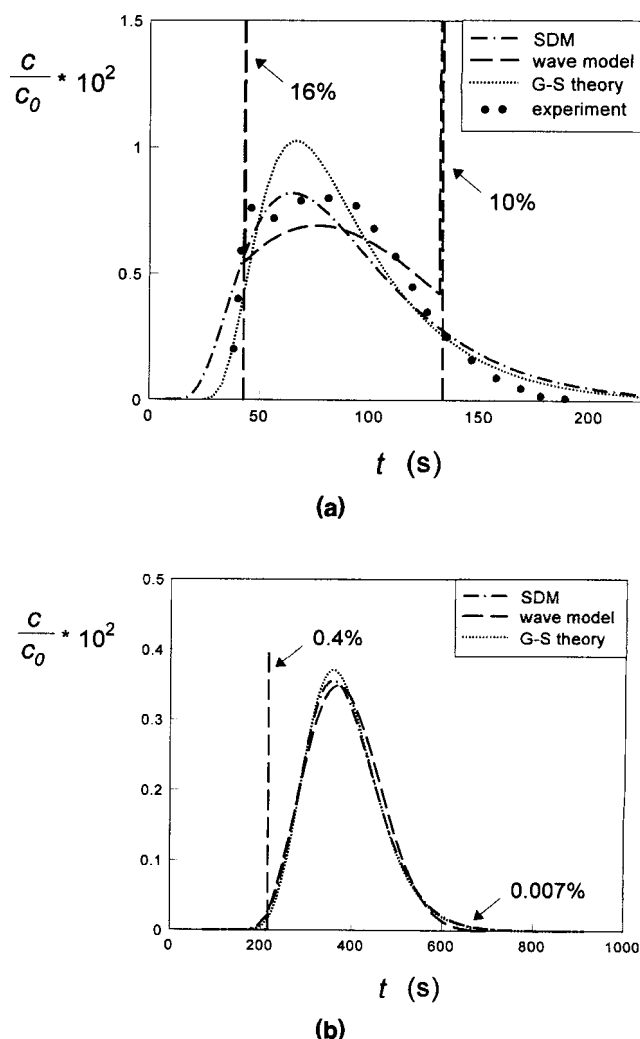 1.5
c
c0 * 10²
SDM
wave model
G-S theory
experiment
16%
1
10%
0.5
0
0 50 100 150 200
t (s)
(a)
0.5
c
c0 * 10²
SDM
wave model
G-S theory
0.4%
0.4
0.3
0.2
0.1
0.007%
0
0 200 400 600 800 1000
t (s)
(b)